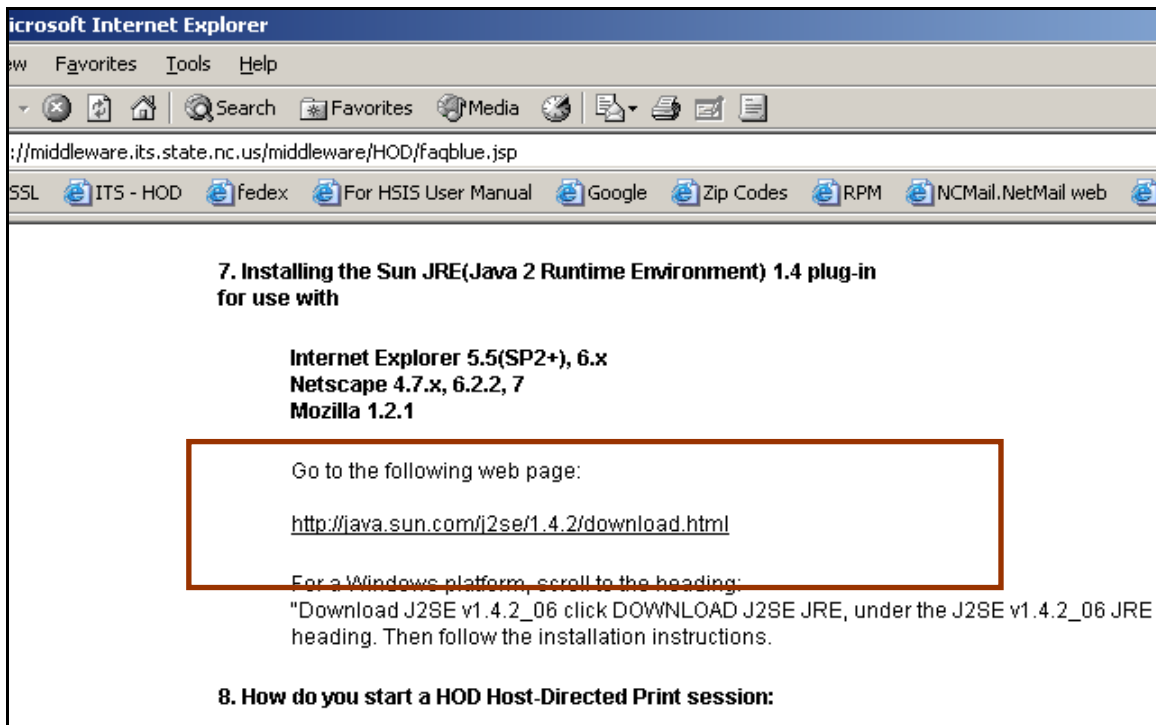 icrosoft Internet Explorer
ew Favorites Tools Help
Search Favorites Media
://middleware.its.state.nc.us/middleware/HOD/faqblue.jsp
SSL ITS - HOD fedex For HSIS User Manual Google Zip Codes RPM NCMail.NetMail web
7. Installing the Sun JRE(Java 2 Runtime Environment) 1.4 plug-in
for use with
Internet Explorer 5.5(SP2+), 6.x
Netscape 4.7.x, 6.2.2, 7
Mozilla 1.2.1
Go to the following web page:
http://java.sun.com/j2se/1.4.2/download.html
For a Windows platform, scroll to the heading:
"Download J2SE v1.4.2_06 click DOWNLOAD J2SE JRE, under the J2SE v1.4.2_06 JRE
heading. Then follow the installation instructions.
8. How do you start a HOD Host-Directed Print session: